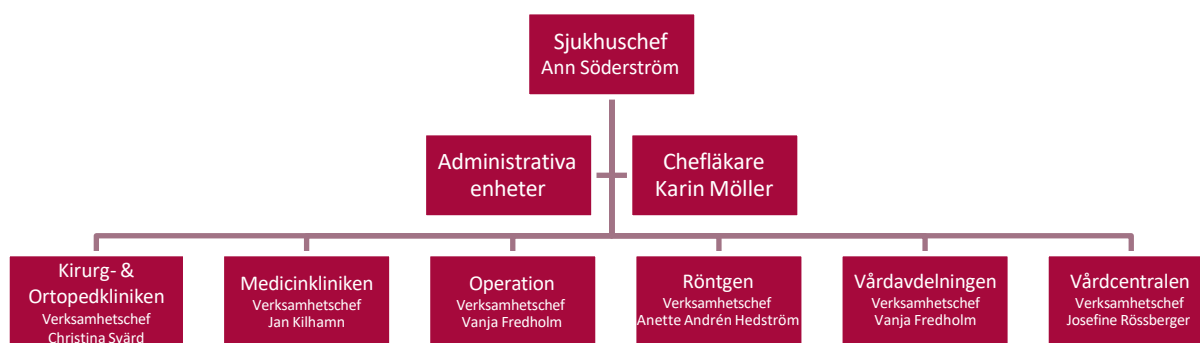 Sjukhuschef
Ann Söderström
Administrativa
enheter
Chefläkare
Karin Möller
Kirurg- &
Ortopedkliniken
Verksamhetschef
Christina Svärd
Medicinkliniken
Verksamhetschef
Jan Kilhamn
Operation
Verksamhetschef
Vanja Fredholm
Röntgen
Verksamhetschef
Anette Andrén Hedström
Vårdavdelningen
Verksamhetschef
Vanja Fredholm
Vårdcentralen
Verksamhetschef
Josefine Rössberger